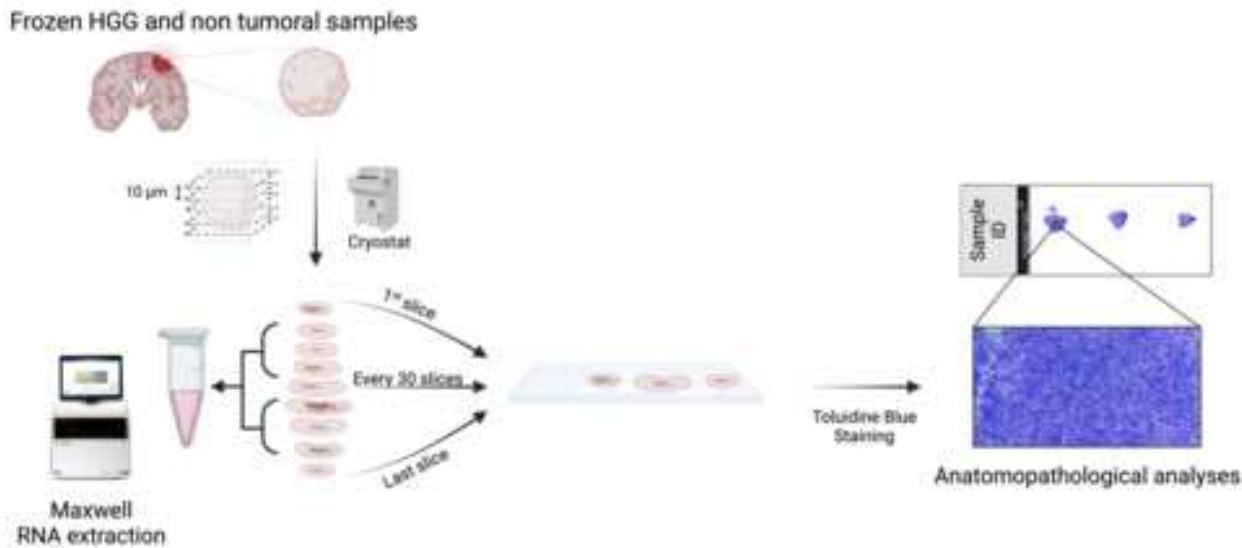 Frozen HGG and non tumoral samples
10 µm
Cryostat
1st slice
Every 30 slices
Last slice
Maxwell
RNA extraction
Toluidine Blue
Staining
Sample
ID
Anatomopathological analyses